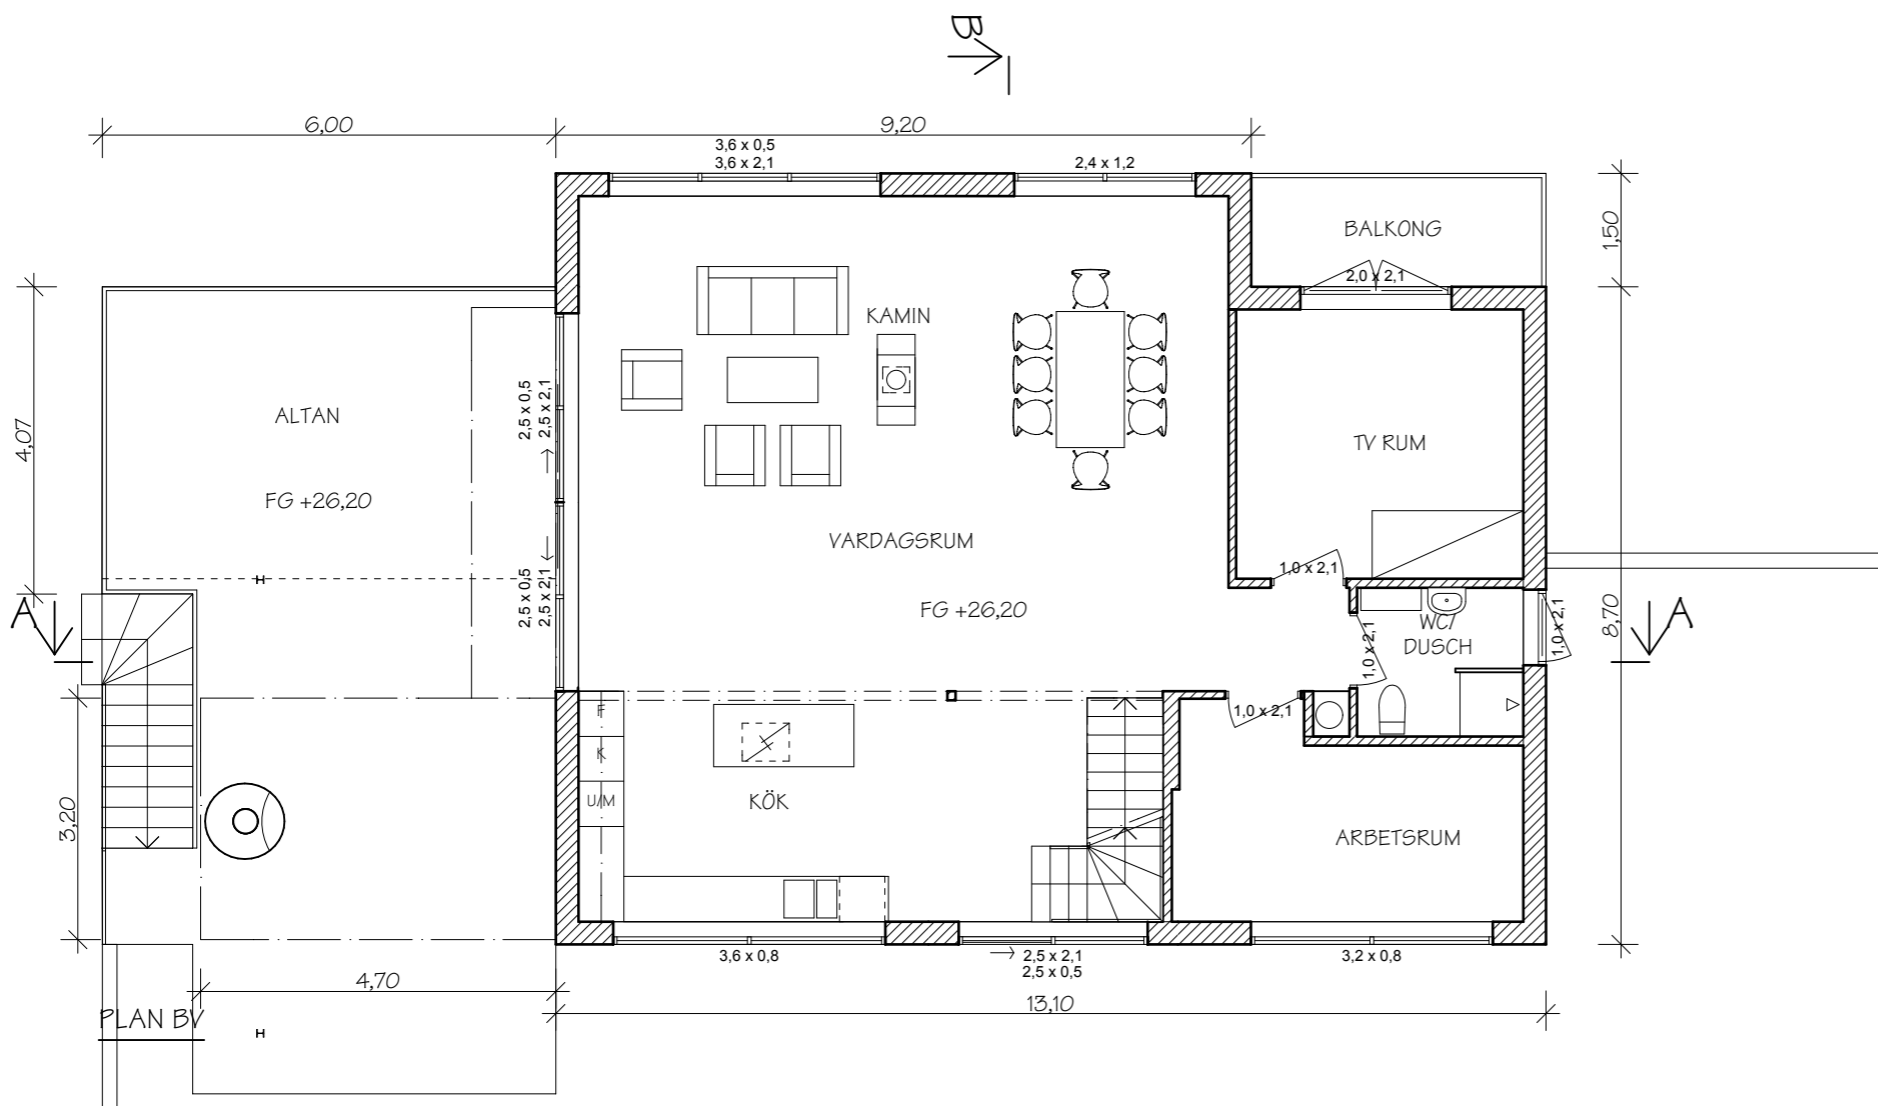 B
6,00
9,20
3,6 x 0,5
3,6 x 2,1
2,4 x 1,2
BALKONG
1,50
2,0 x 2,1
KAMIN
4,07
ALTAN
2,5 x 0,5
2,5 x 2,1
TV RUM
FG +26,20
VARDAGSRUM
1,0 x 2,1
H
2,5 x 0,5
2,5 x 2,1
FG +26,20
A
WC/
DUSCH
1,0 x 2,1
1,0 x 2,1
8,70
A
F
1,0 x 2,1
K
U/M
KÖK
3,20
ARBETSRUM
3,6 x 0,8
2,5 x 2,1
2,5 x 0,5
3,2 x 0,8
4,70
13,10
PLAN BV
H